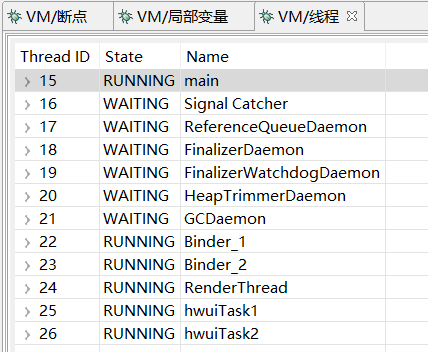 VM/断点 VM/局部变量 VM/线程
Thread ID State Name
15 RUNNING main
16 WAITING Signal Catcher
17 WAITING ReferenceQueueDaemon
18 WAITING FinalizerDaemon
19 WAITING FinalizerWatchdogDaemon
20 WAITING HeapTrimmerDaemon
21 WAITING GCDaemon
22 RUNNING Binder_1
23 RUNNING Binder_2
24 RUNNING RenderThread
25 RUNNING hwuiTask1
26 RUNNING hwuiTask2